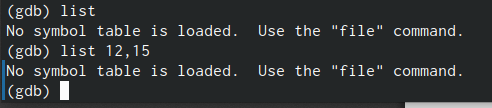 (gdb) list
No symbol table is loaded.  Use the "file" command.
(gdb) list 12,15
No symbol table is loaded.  Use the "file" command.
(gdb)